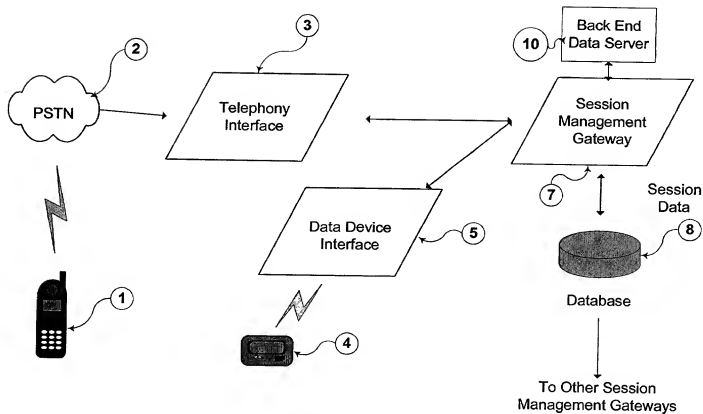 2
3
10
Back End
Data Server
PSTN
Telephony
Interface
Session
Management
Gateway
7
Session
Data
Data Device
Interface
5
8
1
Database
4
To Other Session
Management Gateways